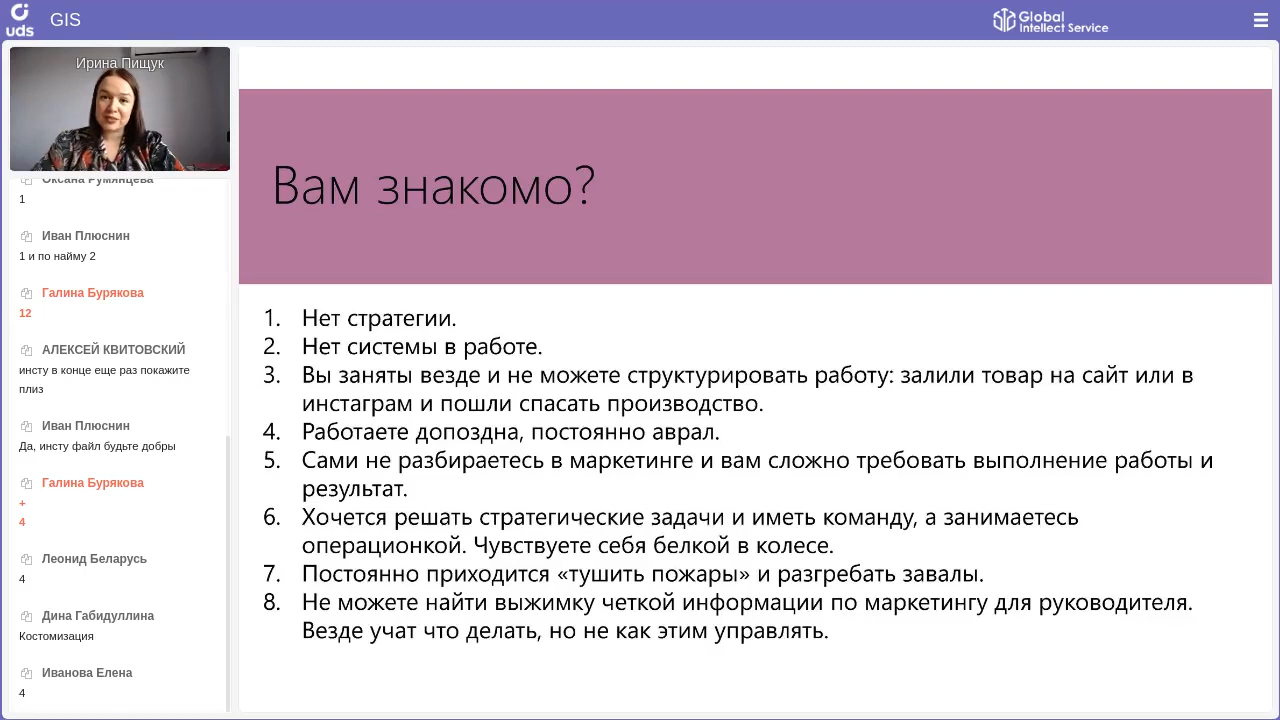 uds
GIS
Global
Intellect Service
Ирина Пищук
Оксана Румянцева
1
Иван Плюснин
1 и по найму 2
Галина Бурякова
12
АЛЕКСЕЙ КВИТОВСКИЙ
инсту в конце еще раз покажите
плиз
Иван Плюснин
Да, инсту файл будьте добры
Галина Бурякова
+
4
Леонид Беларусь
4
Дина Габидуллина
Костомизация
Иванова Елена
4
Вам знакомо?
1. Нет стратегии.
2. Нет системы в работе.
3. Вы заняты везде и не можете структурировать работу: залили товар на сайт или в
инстаграм и пошли спасать производство.
4. Работаете допоздна, постоянно аврал.
5. Сами не разбираетесь в маркетинге и вам сложно требовать выполнение работы и
результат.
6. Хочется решать стратегические задачи и иметь команду, а занимаетесь
операционкой. Чувствуете себя белкой в колесе.
7. Постоянно приходится «тушить пожары» и разгребать завалы.
8. Не можете найти выжимку четкой информации по маркетингу для руководителя.
Везде учат что делать, но не как этим управлять.